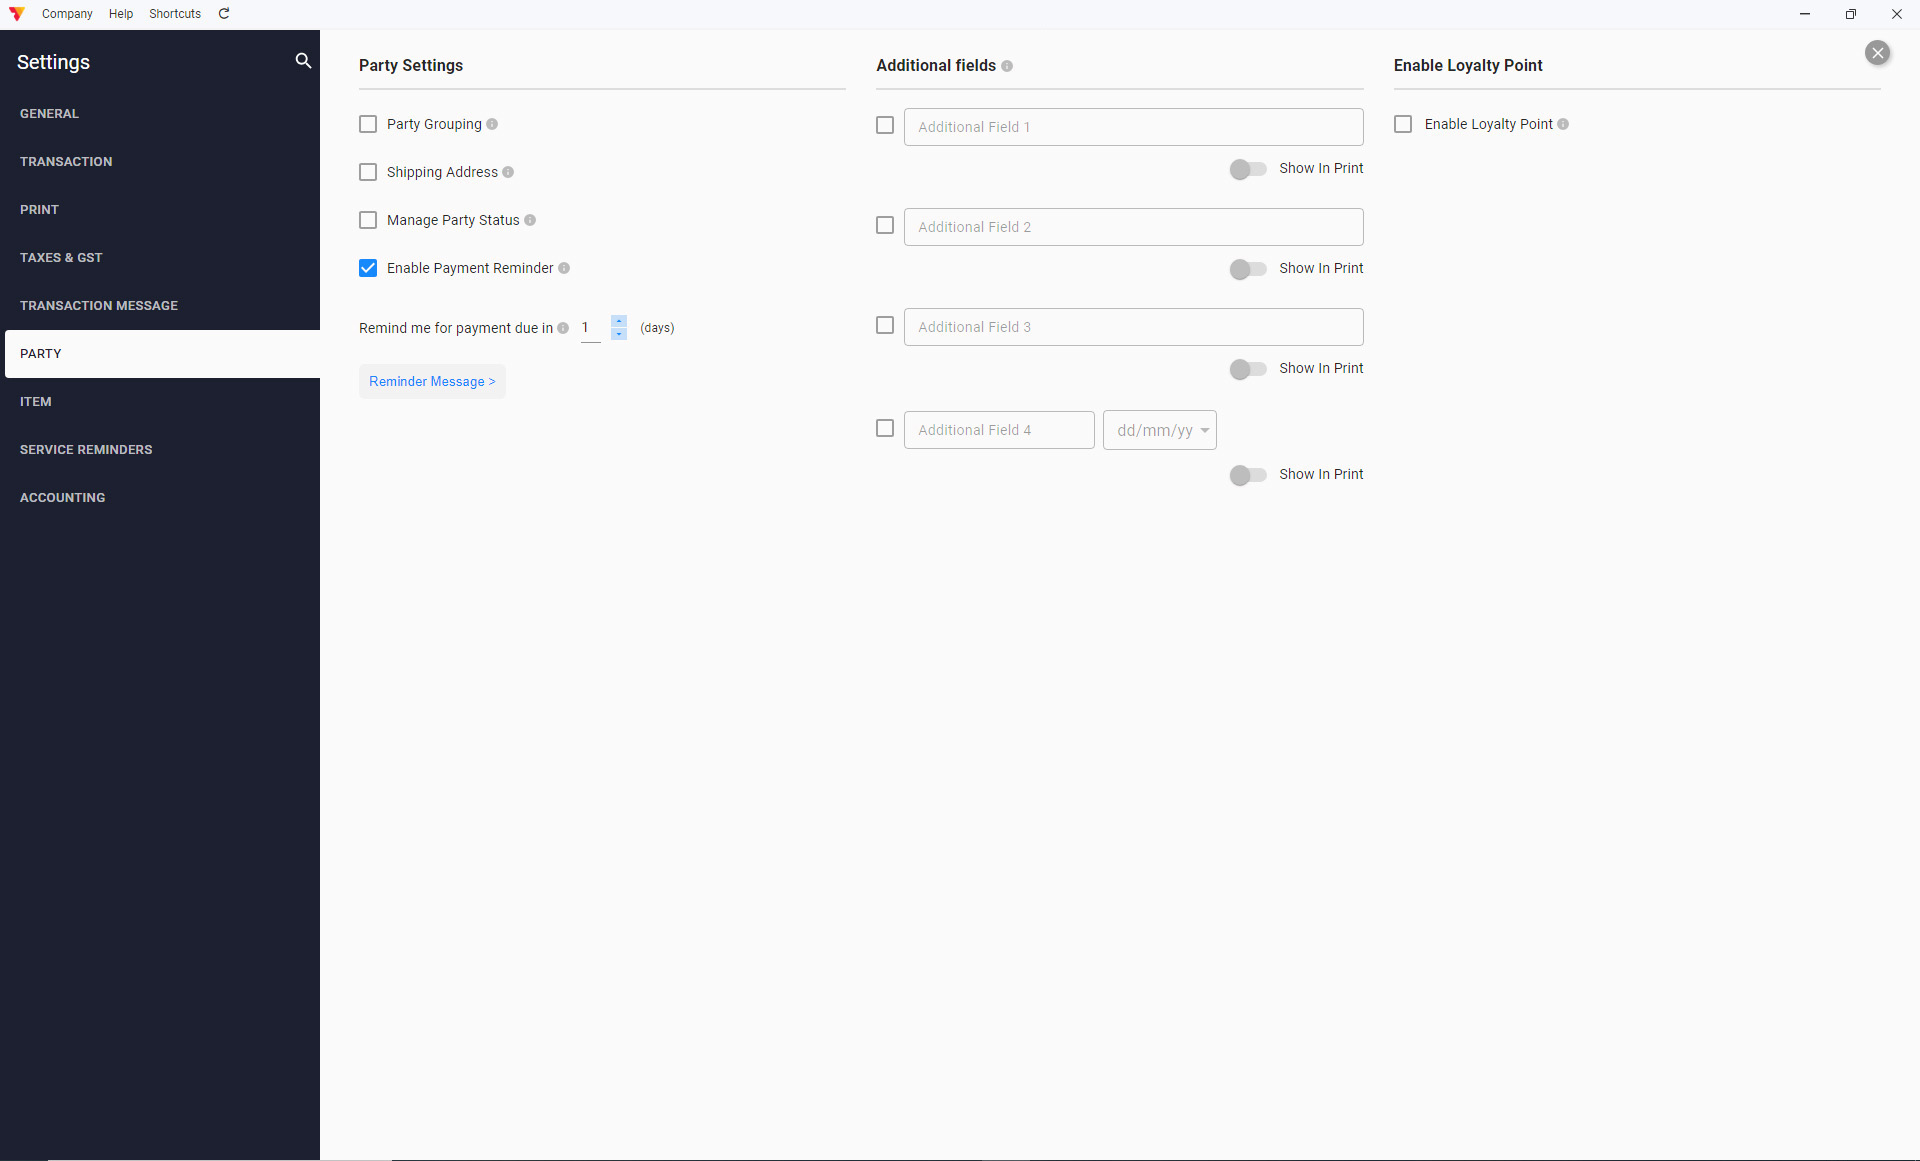 Company Help Shortcuts
Settings
GENERAL
TRANSACTION
PRINT
TAXES & GST
TRANSACTION MESSAGE
PARTY
ITEM
SERVICE REMINDERS
ACCOUNTING
Party Settings
Party Grouping
Shipping Address
Manage Party Status
Enable Payment Reminder
Remind me for payment due in 1 (days)
Reminder Message >
Additional fields
Additional Field 1
Show In Print
Additional Field 2
Show In Print
Additional Field 3
Show In Print
Additional Field 4 dd/mm/yy
Show In Print
Enable Loyalty Point
Enable Loyalty Point